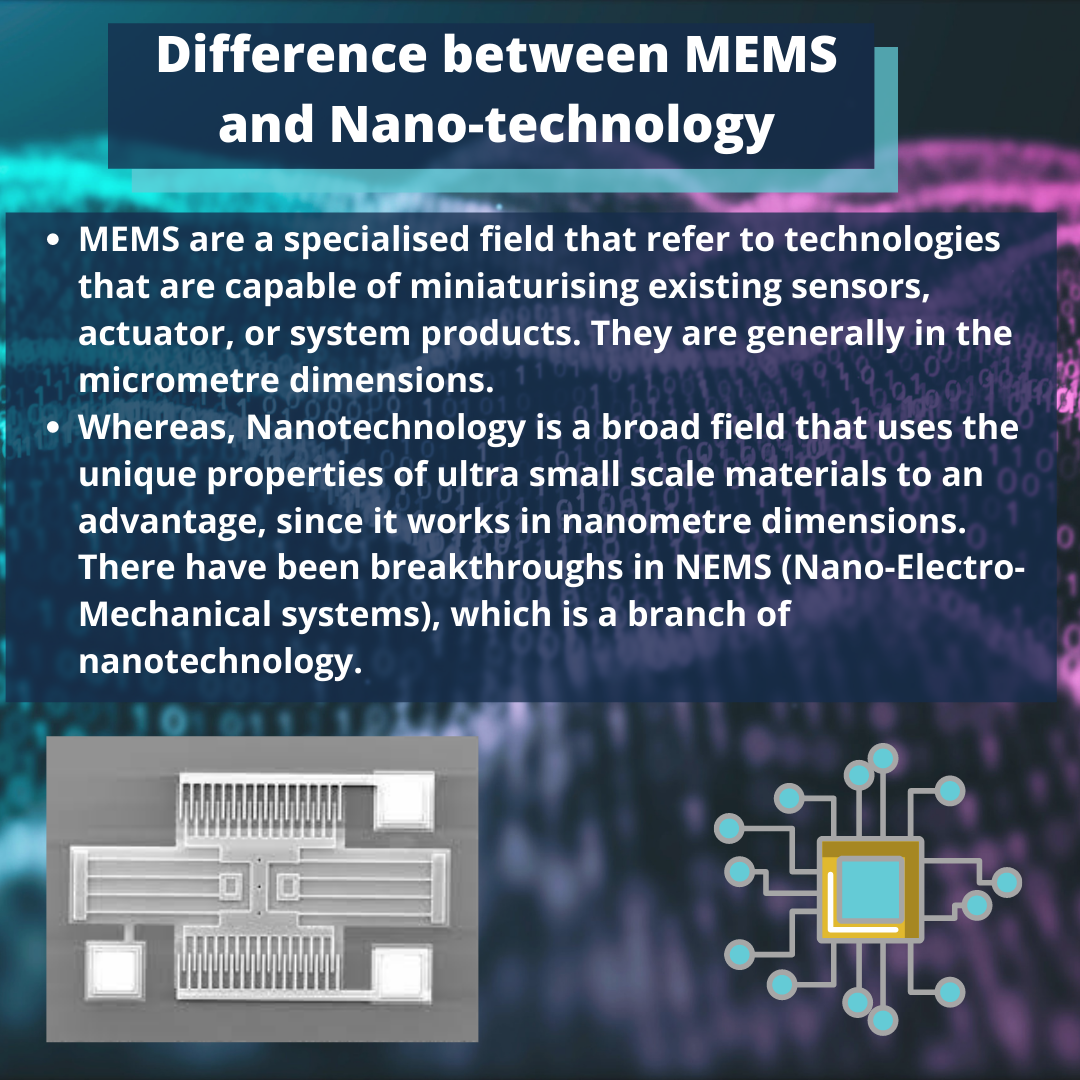 Difference between MEMS
and Nano-technology
• MEMS are a specialised field that refer to technologies
that are capable of miniaturising existing sensors,
actuator, or system products. They are generally in the
micrometre dimensions.
• Whereas, Nanotechnology is a broad field that uses the
unique properties of ultra small scale materials to an
advantage, since it works in nanometre dimensions.
There have been breakthroughs in NEMS (Nano-Electro-
Mechanical systems), which is a branch of
nanotechnology.